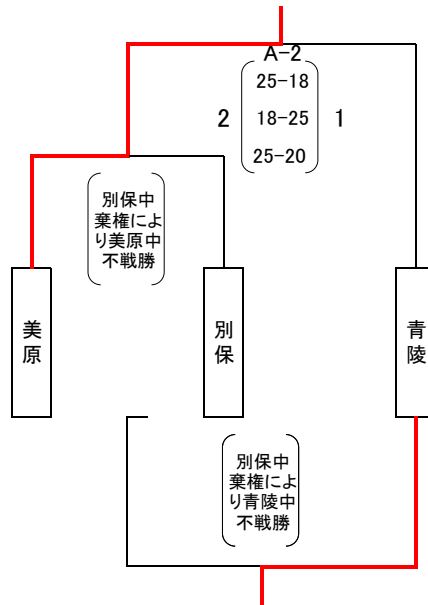 A-2
25-18
2 18-25 1
25-20
別保中
棄権によ
り美原中
不戦勝
美原
別保
青陵
別保中
棄権によ
り青陵中
不戦勝